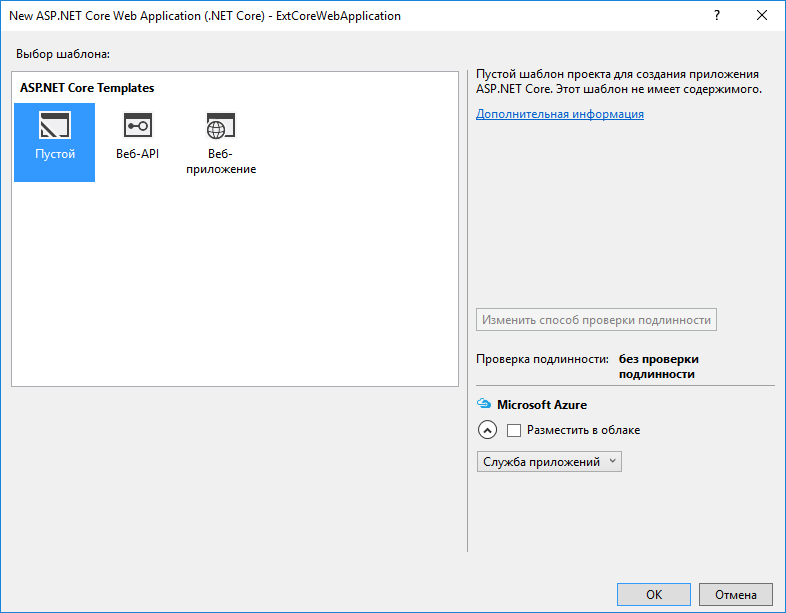 New ASP.NET Core Web Application (.NET Core) - ExtCoreWebApplication
?
Выбор шаблона:
ASP.NET Core Templates
Пустой
Веб-API
Веб-
приложение
Пустой шаблон проекта для создания приложения
ASP.NET Core. Этот шаблон не имеет содержимого.
Дополнительная информация
Изменить способ проверки подлинности
Проверка подлинности: без проверки
подлинности
Microsoft Azure
Разместить в облаке
Служба приложений
ОК
Отмена